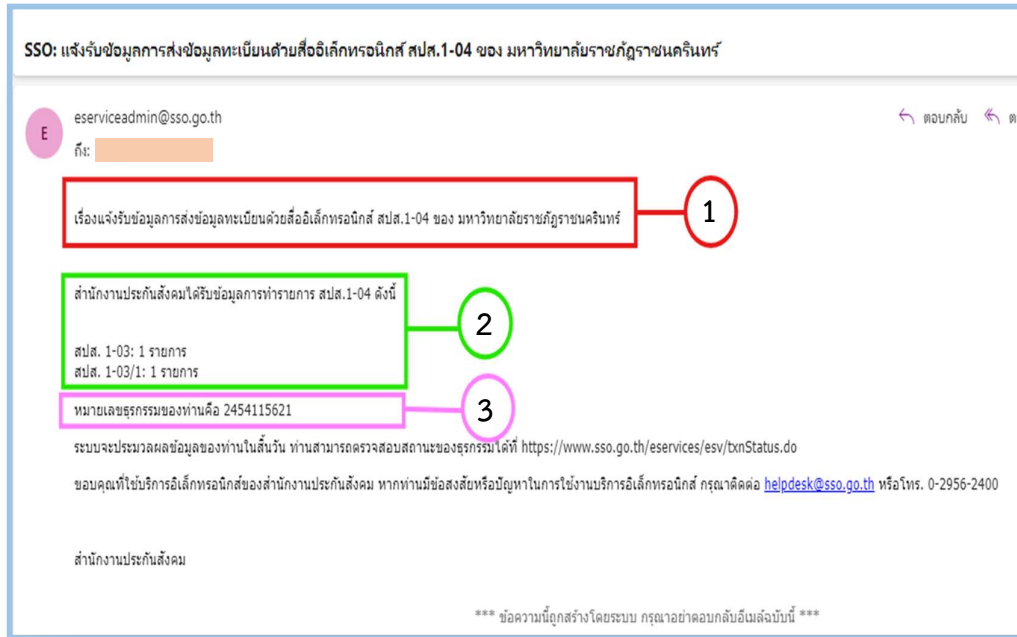 SSO: แจ้งรับข้อมูลการส่งข้อมูลทะเบียนด้วยสื่ออิเล็กทรอนิกส์ สปส.1-04 ของ มหาวิทยาลัยราชภัฏราชนครินทร์
E
eserviceadmin@sso.go.th
ตอบกลับ
ต
ถึง:
เรื่องแจ้งรับข้อมูลการส่งข้อมูลทะเบียนด้วยสื่ออิเล็กทรอนิกส์ สปส.1-04 ของ มหาวิทยาลัยราชภัฏราชนครินทร์
1
สำนักงานประกันสังคมได้รับข้อมูลการทำรายการ สปส.1-04 ดังนี้
2
สปส. 1-03: 1 รายการ
สปส. 1-03/1: 1 รายการ
หมายเลขธุรกรรมของท่านคือ 2454115621
3
ระบบจะประมวลผลข้อมูลของท่านในสิ้นวัน ท่านสามารถตรวจสอบสถานะของธุรกรรมได้ที่ https://www.sso.go.th/eservices/esv/txnStatus.do
ขอบคุณที่ใช้บริการอิเล็กทรอนิกส์ของสำนักงานประกันสังคม หากท่านมีข้อสงสัยหรือปัญหาในการใช้งานบริการอิเล็กทรอนิกส์ กรุณาติดต่อ helpdesk@sso.go.th หรือโทร. 0-2956-2400
สำนักงานประกันสังคม
*** ข้อความนี้ถูกสร้างโดยระบบ กรุณาอย่าตอบกลับอีเมล์ฉบับนี้ ***